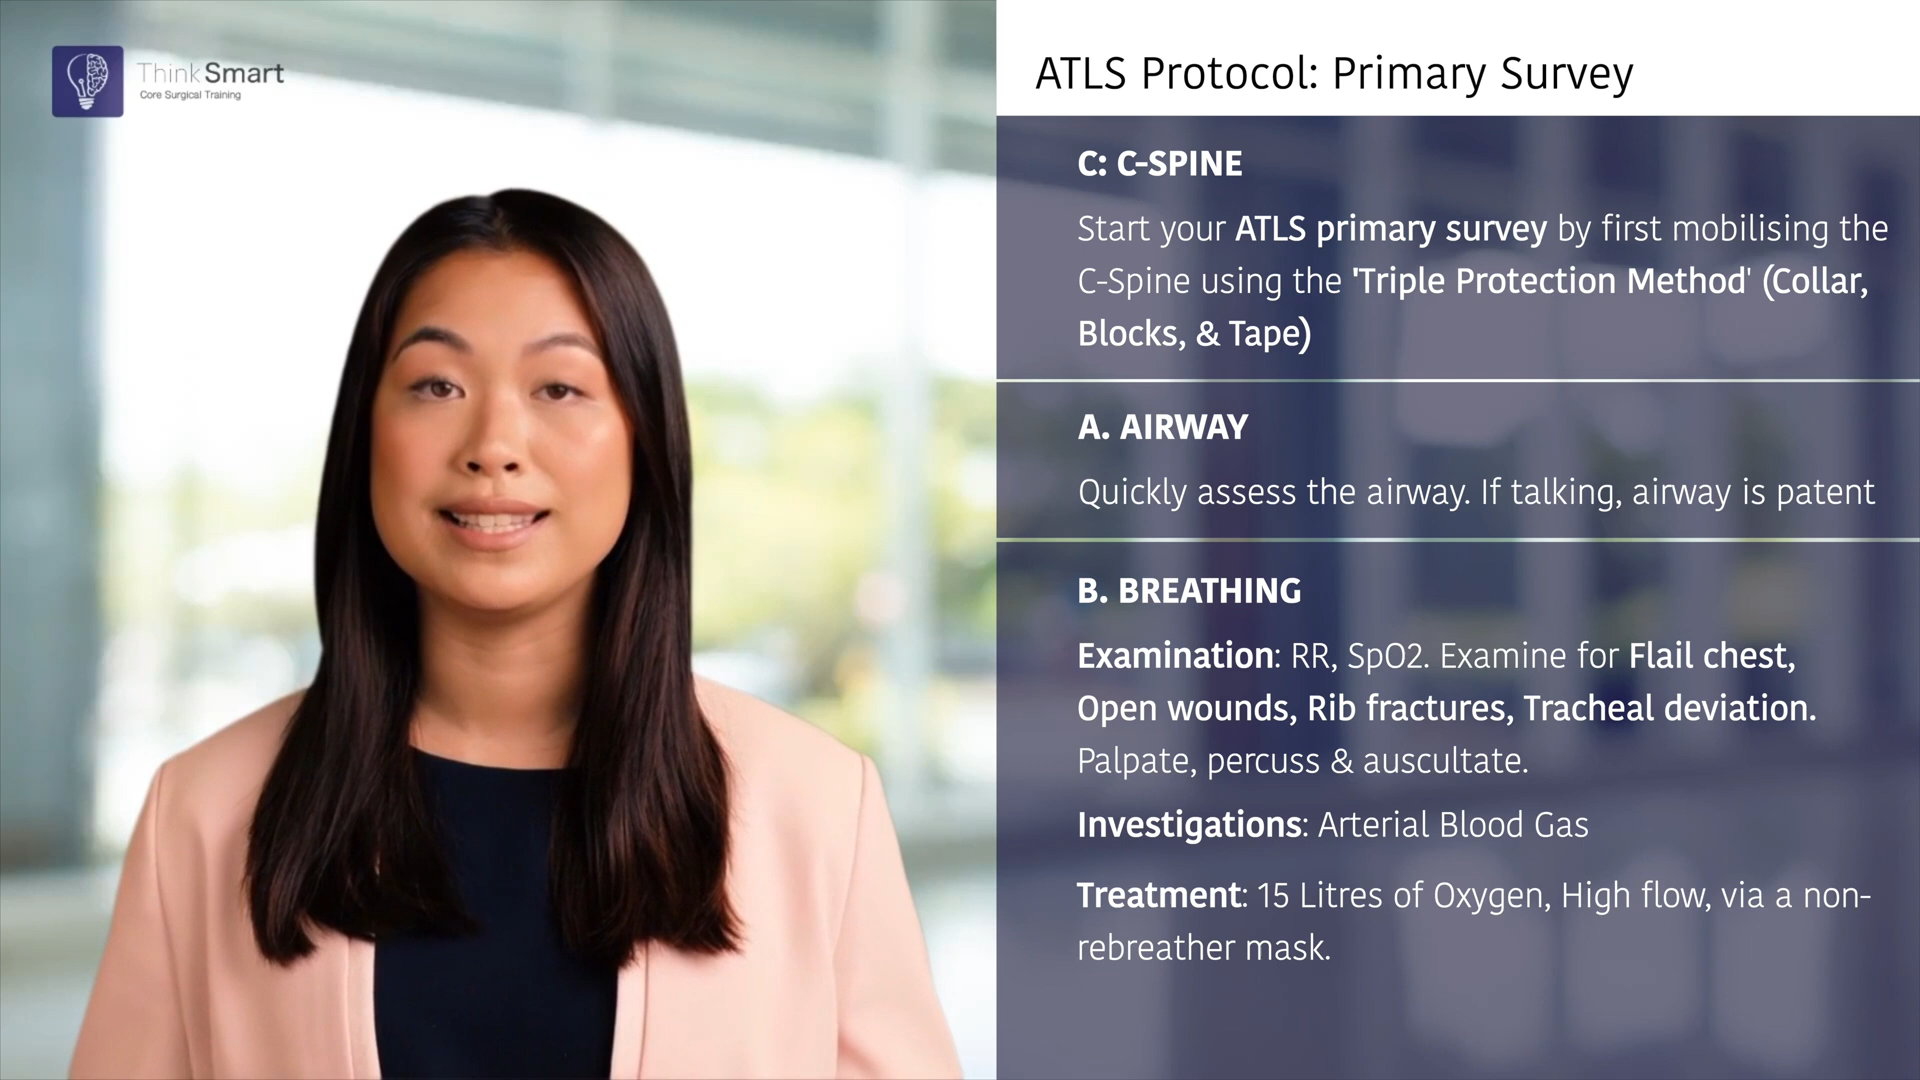 ThinkSmart
Core Surgical Training
ATLS Protocol: Primary Survey
C: C-SPINE
Start your ATLS primary survey by first mobilising the
C-Spine using the 'Triple Protection Method' (Collar,
Blocks, & Tape)
A. AIRWAY
Quickly assess the airway. If talking, airway is patent
B. BREATHING
Examination: RR, SpO2. Examine for Flail chest,
Open wounds, Rib fractures, Tracheal deviation.
Palpate, percuss & auscultate.
Investigations: Arterial Blood Gas
Treatment: 15 Litres of Oxygen, High flow, via a non-
rebreather mask.